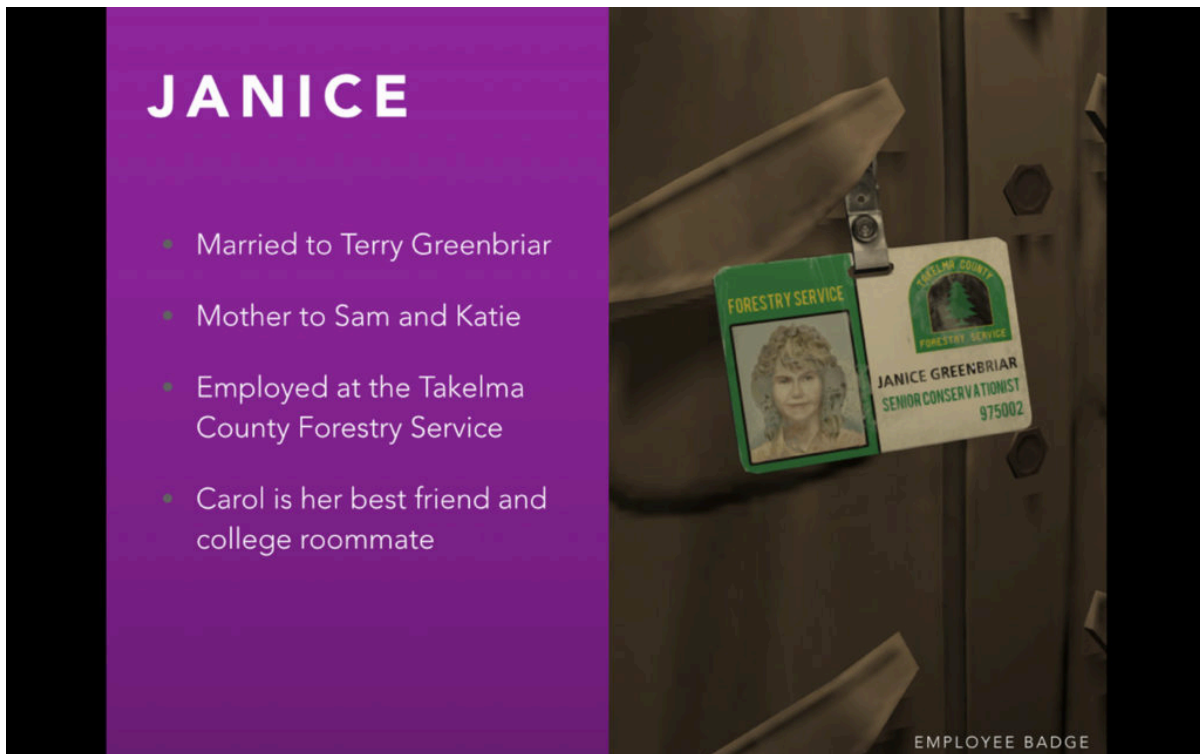 JANICE
Married to Terry Greenbriar
Mother to Sam and Katie
Employed at the Takelma
County Forestry Service
Carol is her best friend and
college roommate
FORESTRY SERVICE
TAKELMA COUNTY
FORESTRY SERVICE
JANICE GREENBRIAR
SENIOR CONSERVATIONIST
975002
EMPLOYEE BADGE